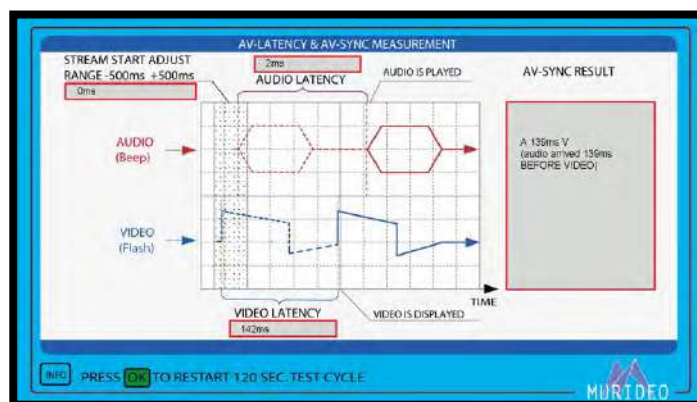 AV-LATENCY & AV-SYNC MEASUREMENT
STREAM START ADJUST
RANGE -500ms +500ms
0ms
2ms
AUDIO LATENCY
AUDIO IS PLAYED
AV-SYNC RESULT
AUDIO
(Beep)
A 139ms V
(audio arrived 139ms
BEFORE VIDEO)
VIDEO
(Flash)
TIME
VIDEO LATENCY
142ms
VIDEO IS DISPLAYED
INFO
PRESS OK TO RESTART 120 SEC. TEST CYCLE
MURIDEO